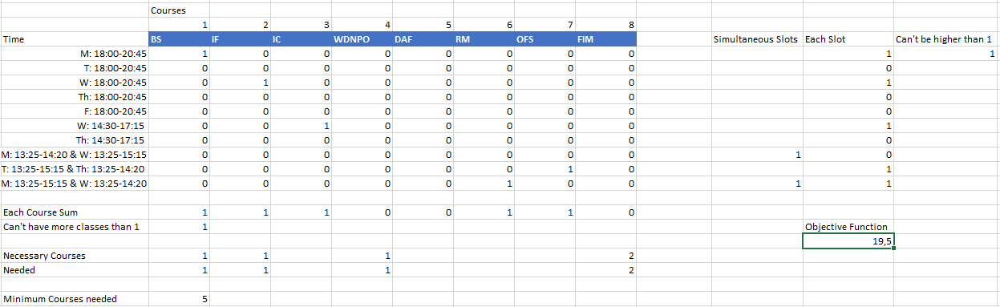 Courses
1 2 3 4 5 6 7 8
Time BS IF IC WDNPO DAF RM OFS FIM Simultaneous Slots Each Slot Can't be higher than 1
M: 18:00-20:45 1 0 0 0 0 0 0 0 1 1
T: 18:00-20:45 0 0 0 0 0 0 0 0 0
W: 18:00-20:45 0 1 0 0 0 0 0 0 1
Th: 18:00-20:45 0 0 0 0 0 0 0 0 0
F: 18:00-20:45 0 0 0 0 0 0 0 0 0
W: 14:30-17:15 0 0 1 0 0 0 0 0 1
Th: 14:30-17:15 0 0 0 0 0 0 0 0 0
M: 13:25-14:20 & W: 13:25-15:15 0 0 0 0 0 0 0 0 1 0
T: 13:25-15:15 & Th: 13:25-14:20 0 0 0 0 0 0 1 0 1
M: 13:25-15:15 & W: 13:25-14:20 0 0 0 0 0 1 0 0 1 1
Each Course Sum 1 1 1 0 0 1 1 0
Can't have more classes than 1 1 Objective Function
19,5
Necessary Courses 1 1 1 2
Needed 1 1 1 2
Minimum Courses needed 5